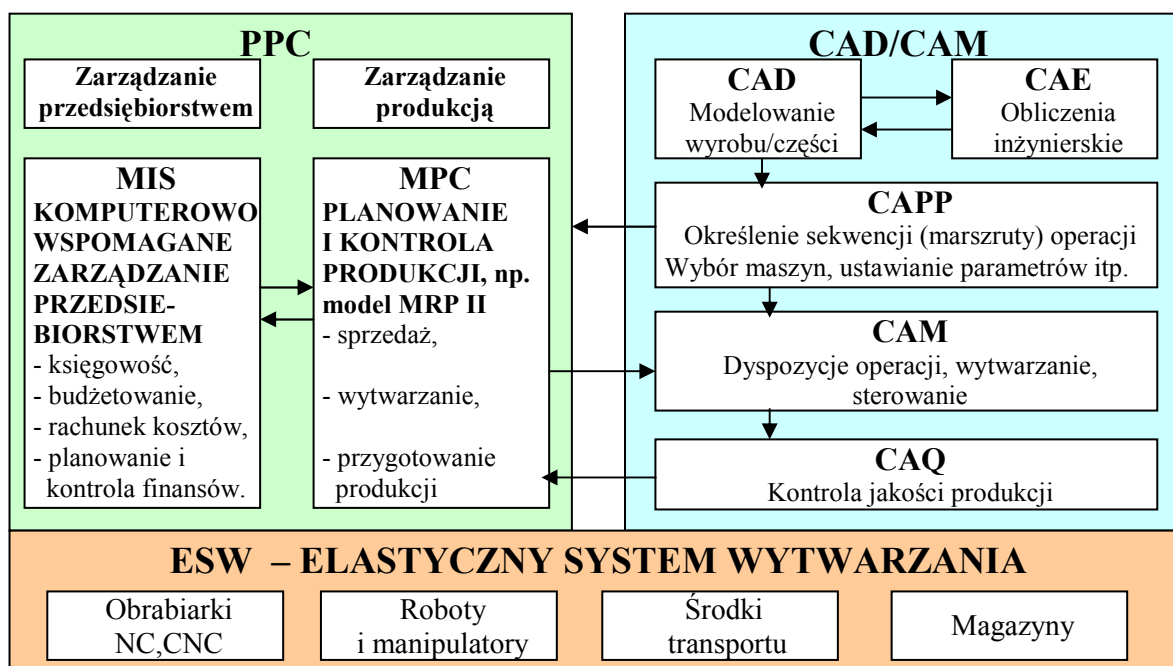 PPC
Zarządzanie
przedsiębiorstwem
Zarządzanie
produkcją
MIS
KOMPUTEROWO
WSPOMAGANE
ZARZĄDZANIE
PRZEDSIĘ-
BIORSTWEM
- księgowość,
- budżetowanie,
- rachunek kosztów,
- planowanie i
kontrola finansów.
MPC
PLANOWANIE
I KONTROLA
PRODUKCJI, np.
model MRP II
- sprzedaż,
- wytwarzanie,
- przygotowanie
produkcji
CAD/CAM
CAD
Modelowanie
wyrobu/części
CAE
Obliczenia
inżynierskie
CAPP
Określenie sekwencji (marszruty) operacji
Wybór maszyn, ustawianie parametrów itp.
CAM
Dyspozycje operacji, wytwarzanie,
sterowanie
CAQ
Kontrola jakości produkcji
ESW – ELASTYCZNY SYSTEM WYTWARZANIA
Obrabiarki
NC,CNC
Roboty
i manipulatory
Środki
transportu
Magazyny